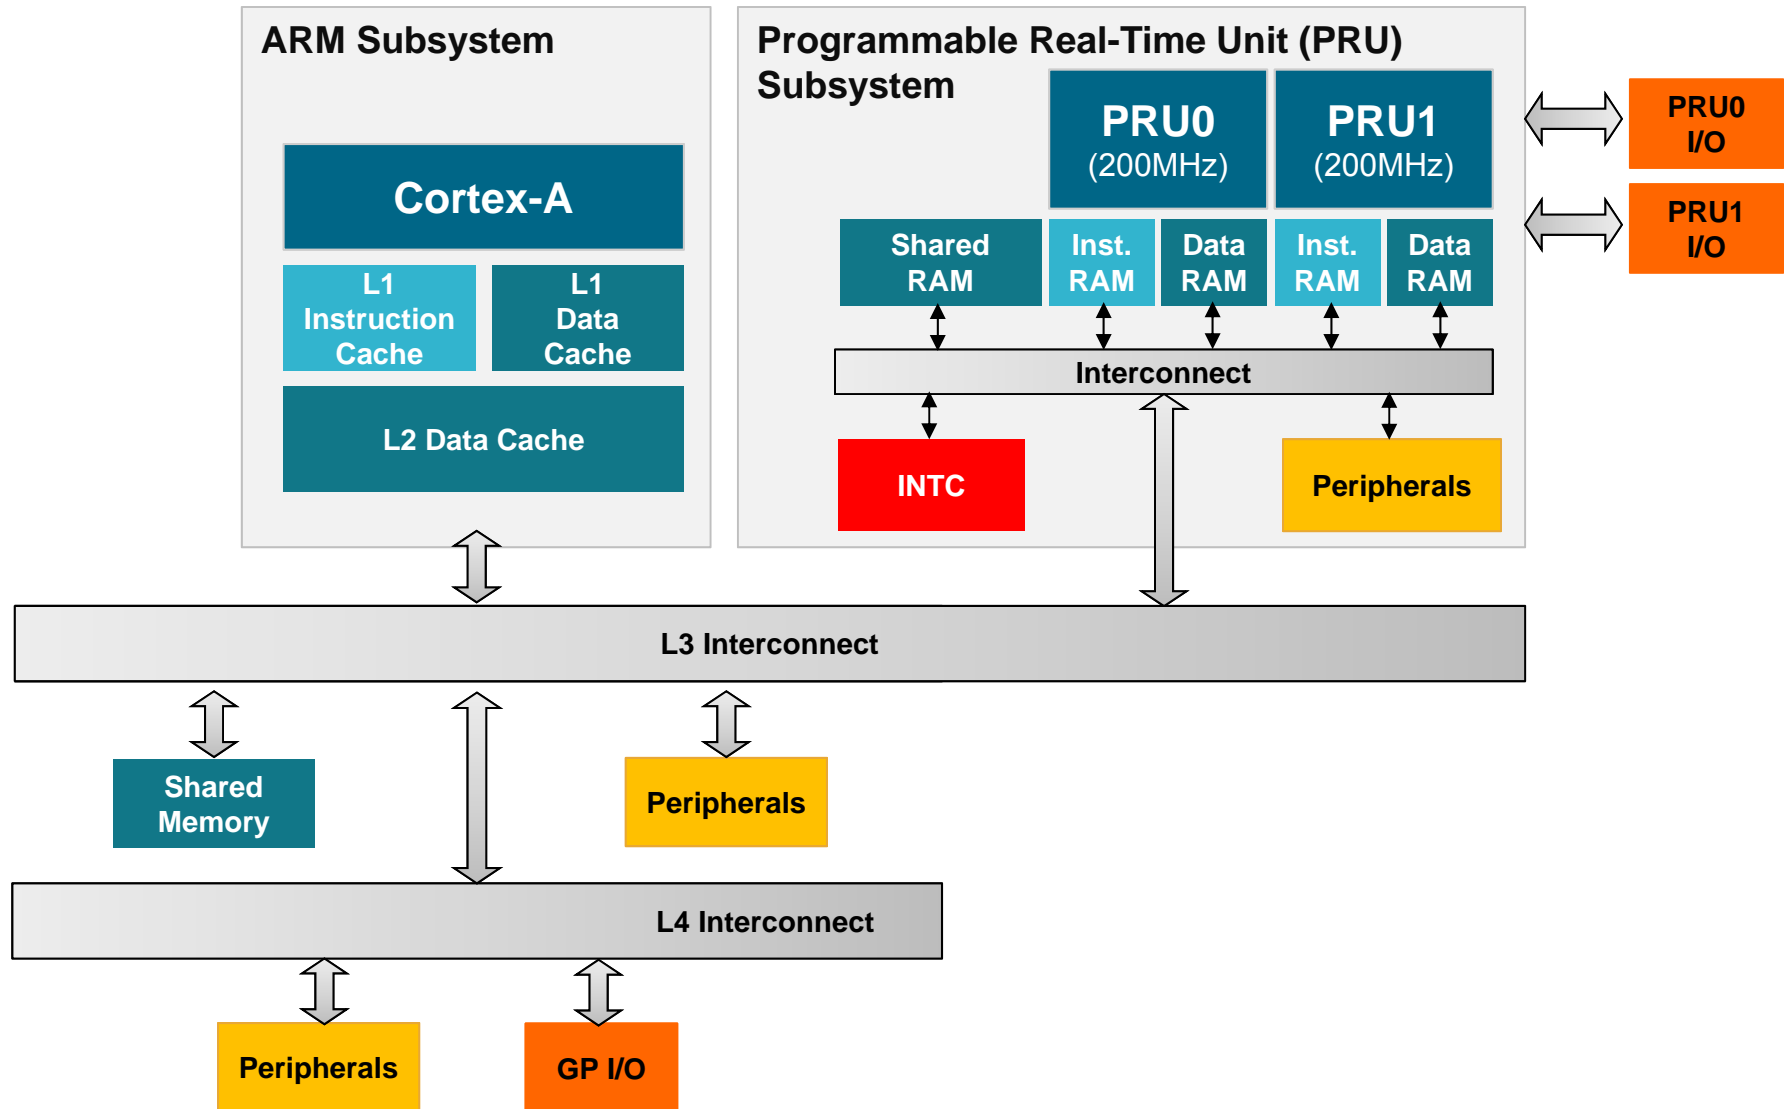 ARM Subsystem
Cortex-A
L1
Instruction
Cache
L1
Data
Cache
L2 Data Cache
Programmable Real-Time Unit (PRU)
Subsystem
PRU0
(200MHz)
PRU1
(200MHz)
Shared
RAM
Inst.
RAM
Data
RAM
Inst.
RAM
Data
RAM
Interconnect
INTC
Peripherals
PRU0
I/O
PRU1
I/O
L3 Interconnect
Shared
Memory
Peripherals
L4 Interconnect
Peripherals
GP I/O